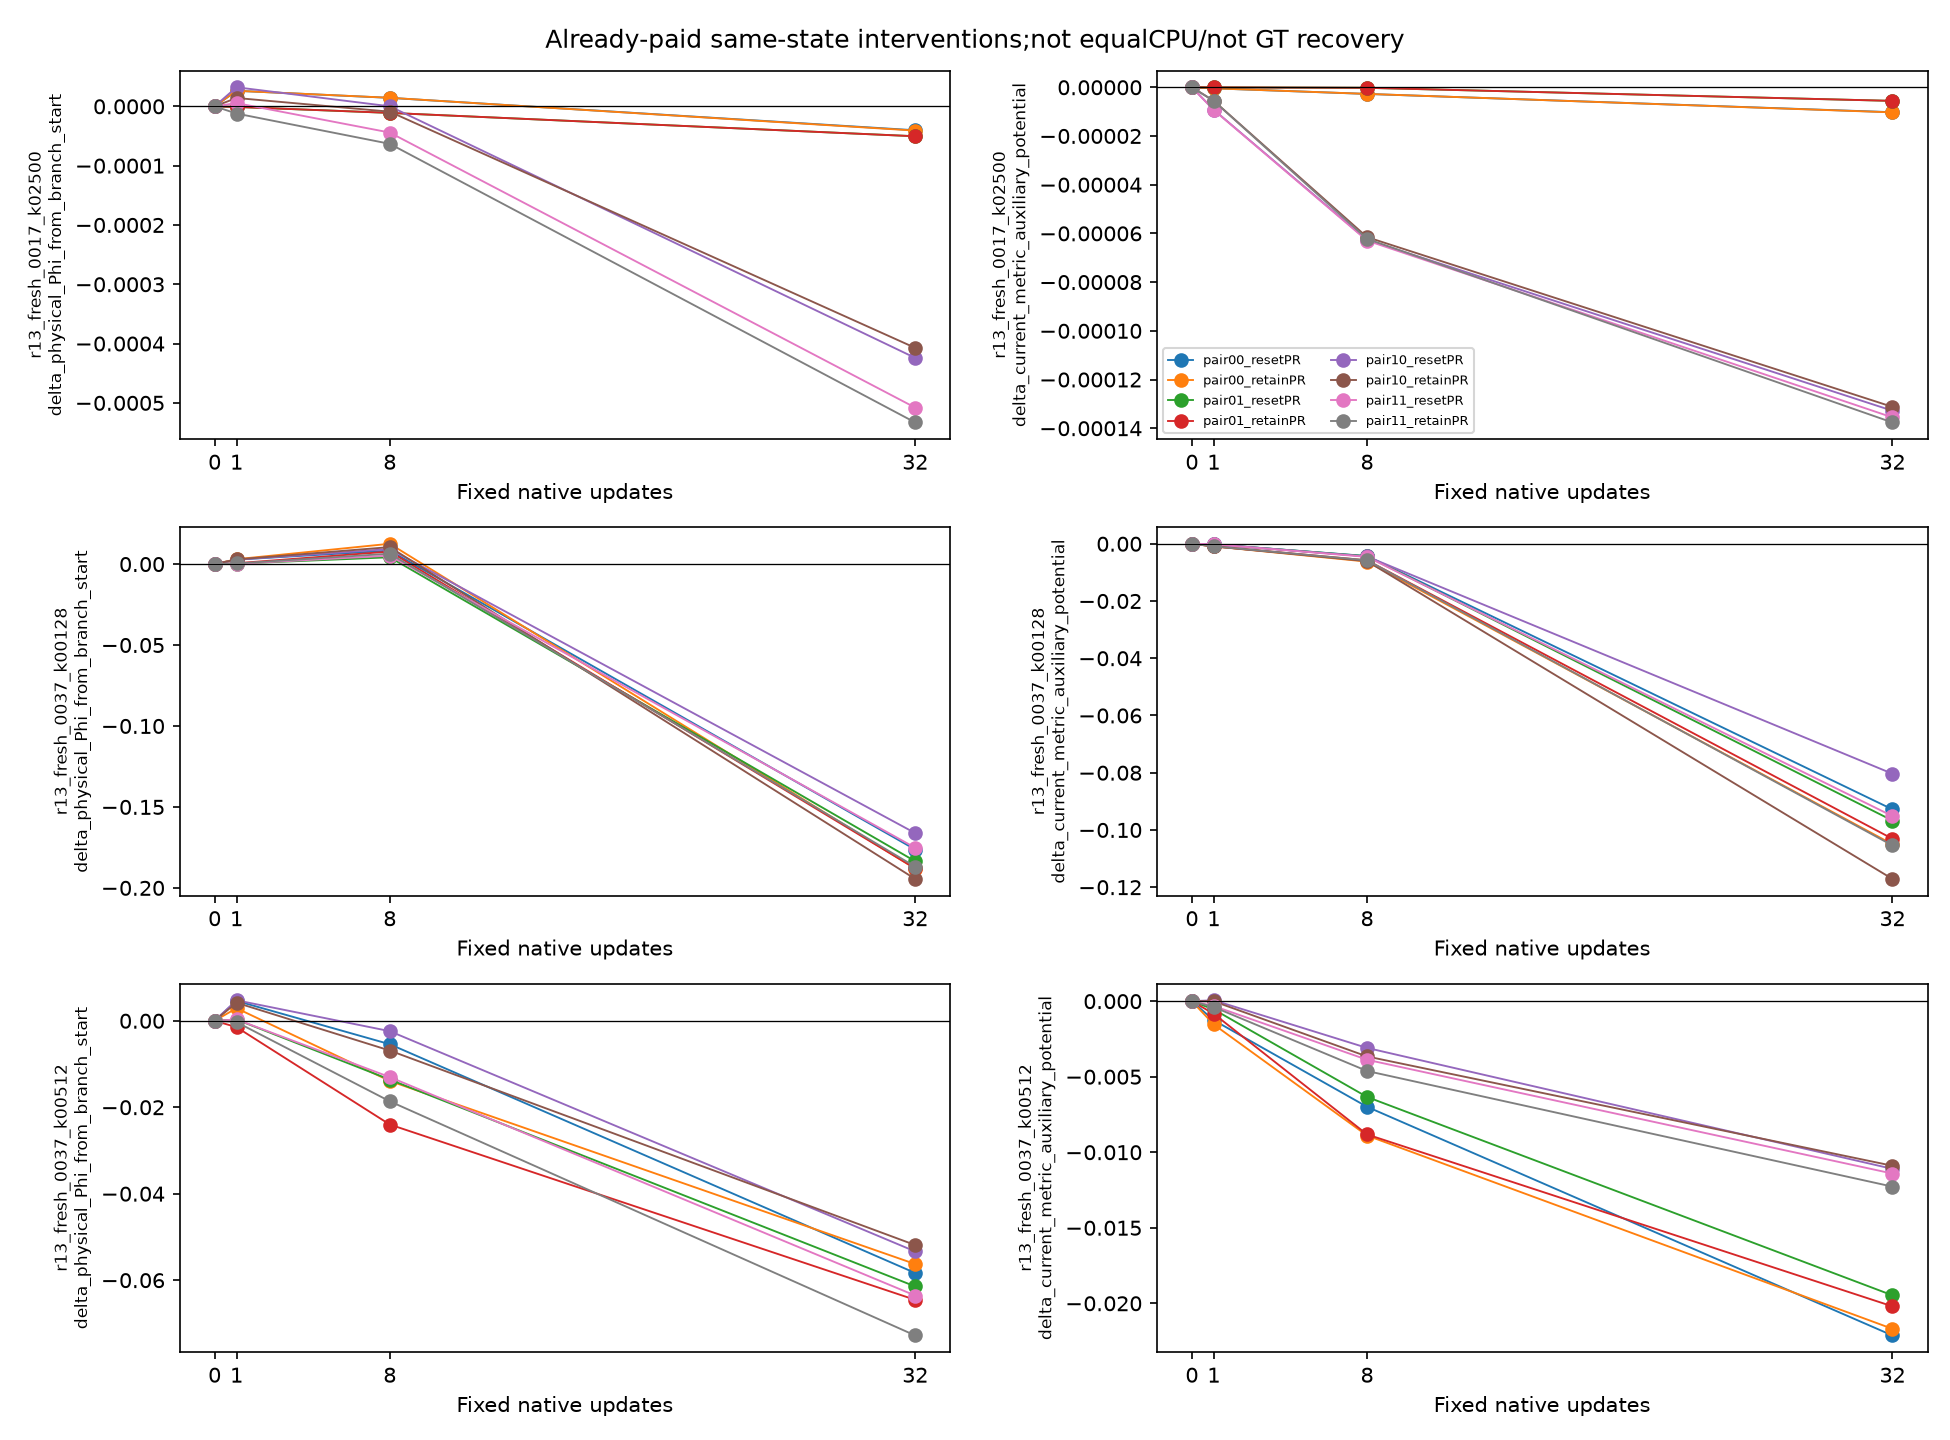 Already-paid same-state interventions;not equalCPU/not GT recovery
r13_fresh_0017_k02500
delta_physical_Phi_from_branch_start
0.0000
−0.0001
−0.0002
−0.0003
−0.0004
−0.0005
0 1 8 32
Fixed native updates
r13_fresh_0017_k02500
delta_current_metric_auxiliary_potential
0.00000
−0.00002
−0.00004
−0.00006
−0.00008
−0.00010
−0.00012
−0.00014
pair00_resetPR
pair00_retainPR
pair01_resetPR
pair01_retainPR
pair10_resetPR
pair10_retainPR
pair11_resetPR
pair11_retainPR
0 1 8 32
Fixed native updates
r13_fresh_0037_k00128
delta_physical_Phi_from_branch_start
0.00
−0.05
−0.10
−0.15
−0.20
0 1 8 32
Fixed native updates
r13_fresh_0037_k00128
delta_current_metric_auxiliary_potential
0.00
−0.02
−0.04
−0.06
−0.08
−0.10
−0.12
0 1 8 32
Fixed native updates
r13_fresh_0037_k00512
delta_physical_Phi_from_branch_start
0.00
−0.02
−0.04
−0.06
0 1 8 32
Fixed native updates
r13_fresh_0037_k00512
delta_current_metric_auxiliary_potential
0.000
−0.005
−0.010
−0.015
−0.020
0 1 8 32
Fixed native updates